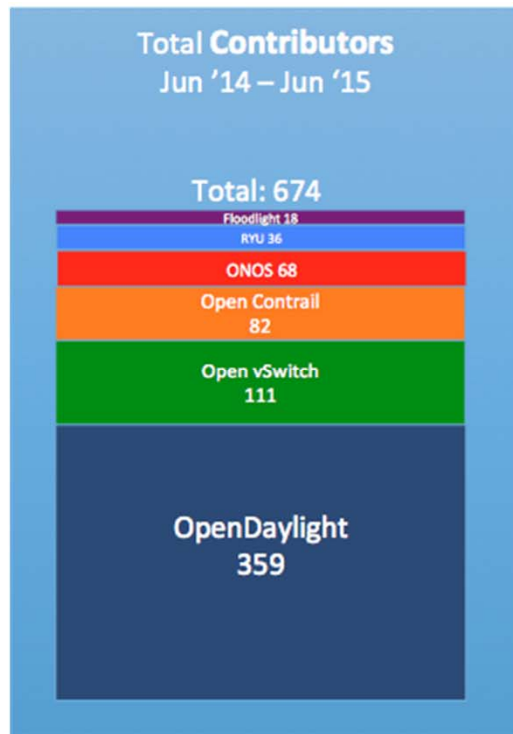 Total Contributors
Jun ’14 – Jun ‘15
Total: 674
Floodlight 18
RYU 36
ONOS 68
Open Contrail
82
Open vSwitch
111
OpenDaylight
359